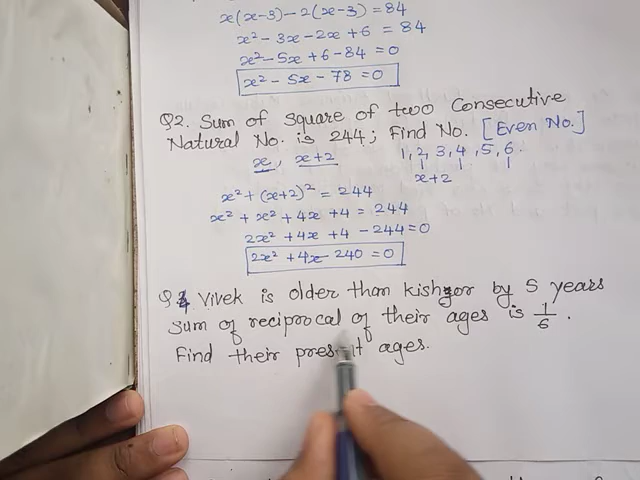 x(x-3)-2(x-3)=84
x²-3x-2x+6 = 84
x²-5x+6-84=0
x²-5x-78=0
Q2. Sum of Square of two Consecutive
Natural No. is 244; Find No. [Even No.]
x, x+2 1,2,3,4,5,6.
x+2
x²+(x+2)²=244
x²+x²+4x+4=244
2x²+4x+4-244=0
2x²+4x-240=0
Vivek is older than kishor by 5 years
sum of reciprocal of their ages is 1/6.
Find their present ages.